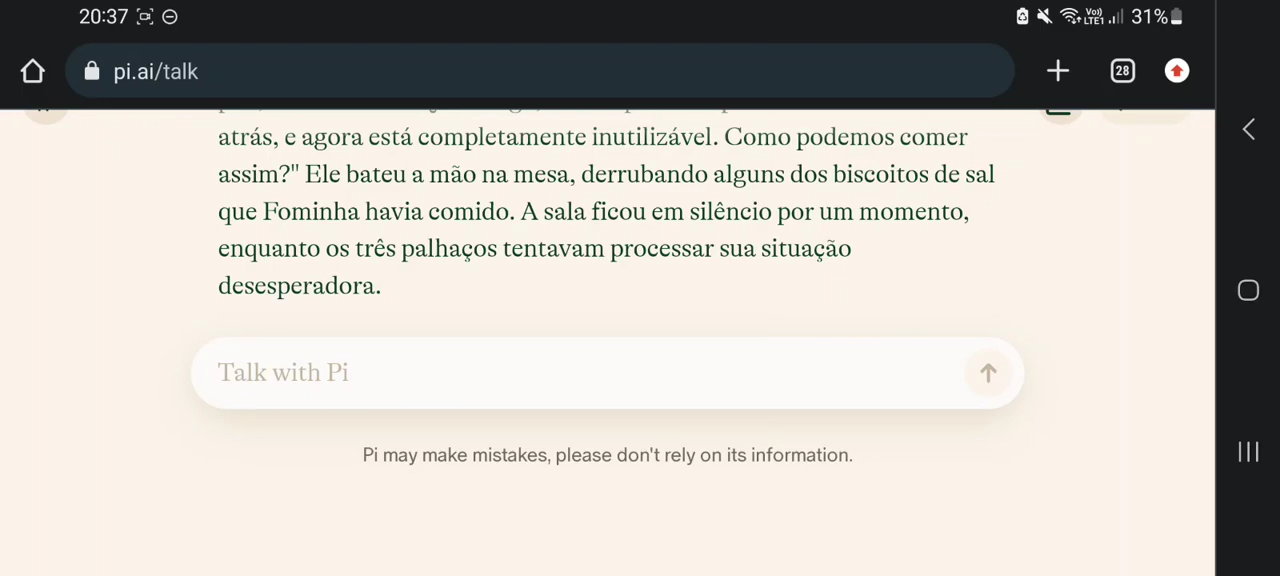 20:37
Vo)) LTE1 31%
pi.ai/talk
28
atrás, e agora está completamente inutilizável. Como podemos comer
assim?" Ele bateu a mão na mesa, derrubando alguns dos biscoitos de sal
que Fominha havia comido. A sala ficou em silêncio por um momento,
enquanto os três palhaços tentavam processar sua situação
desesperadora.
Talk with Pi
Pi may make mistakes, please don't rely on its information.